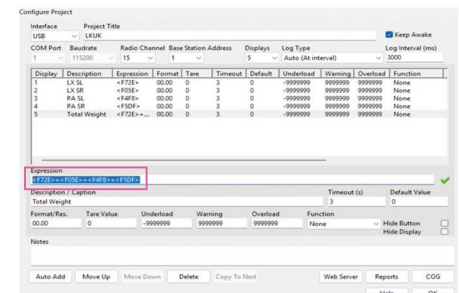 Configure Project
Interface Project Title
USB LKUK Keep Awake
COM Port Baudrate Radio Channel Base Station Address Displays Log Type Log Interval (ms)
1 115200 15 1 5 Auto (At interval) 3000
Display Description Expression Format Tare Timeout Default Underload Warning Overload Function
1 LX SL <F72E> 00.00 0 3 0 -9999999 9999999 9999999 None
2 LX SR <F05E> 00.00 0 3 0 -9999999 9999999 9999999 None
3 PA SL <F4F8> 00.00 0 3 0 -9999999 9999999 9999999 None
4 PA SR <F5DF> 00.00 0 3 0 -9999999 9999999 9999999 None
5 Total Weight <F72E>+... 00.00 0 3 0 -9999999 9999999 9999999 None
Expression
<F72E>+<F05E>+<F4F8>+<F5DF>
Description / Caption Timeout (s) Default Value
Total Weight 3 0
Format/Res. Tare Value Underload Warning Overload Function
00.00 0 -9999999 9999999 9999999 None Hide Button
Hide Display
Notes
Auto Add Move Up Move Down Delete Copy To Next Web Server Reports COG
Help OK